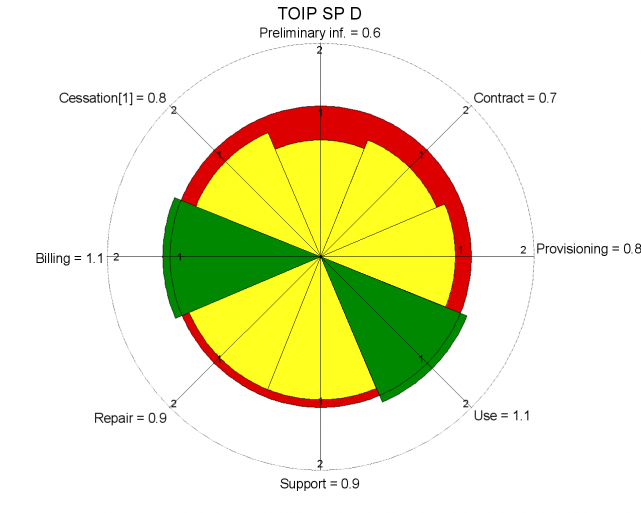 TOIP SP D
Preliminary inf. = 0.6
2
Cessation[1] = 0.8
2
2
Contract = 0.7
1
1
1
Billing = 1.1
2
1
1
2
Provisioning = 0.8
1
1
1
Repair = 0.9
2
2
Use = 1.1
2
Support = 0.9